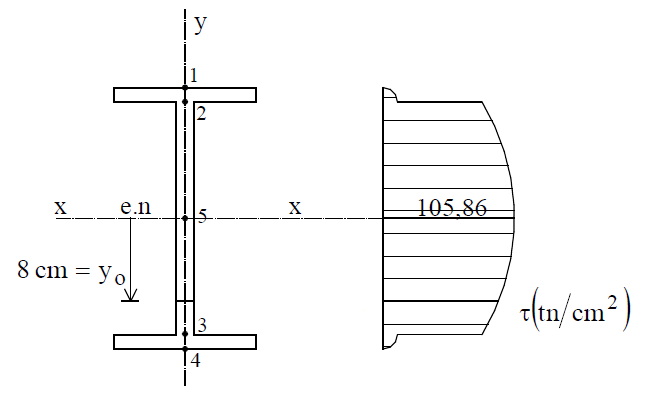 y
1
2
x e.n 5 x 105,86
8 cm = yo
τ(tn/cm²)
3
4